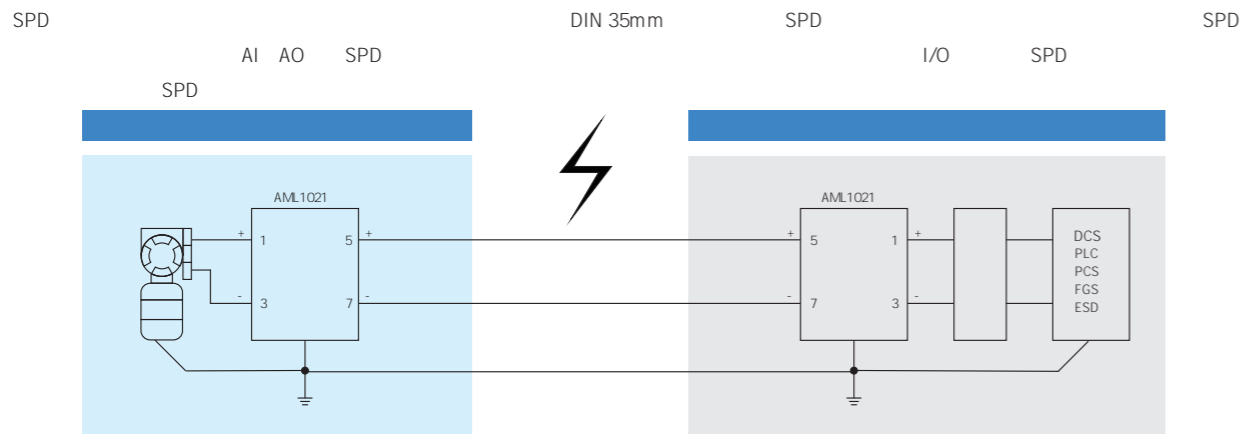 SPD DIN 35mm SPD SPD
AI AO SPD I/O SPD
SPD
AML1021
+ 1 5 +
- 3 7 -
AML1021
+ 5 1 +
- 7 3 -
DCS
PLC
PCS
FGS
ESD